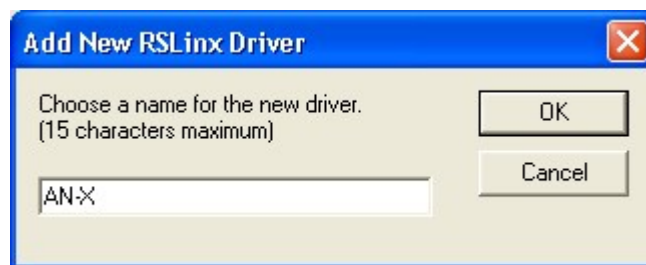 Add New RSLinx Driver
Choose a name for the new driver.
(15 characters maximum)
OK
Cancel
AN-X